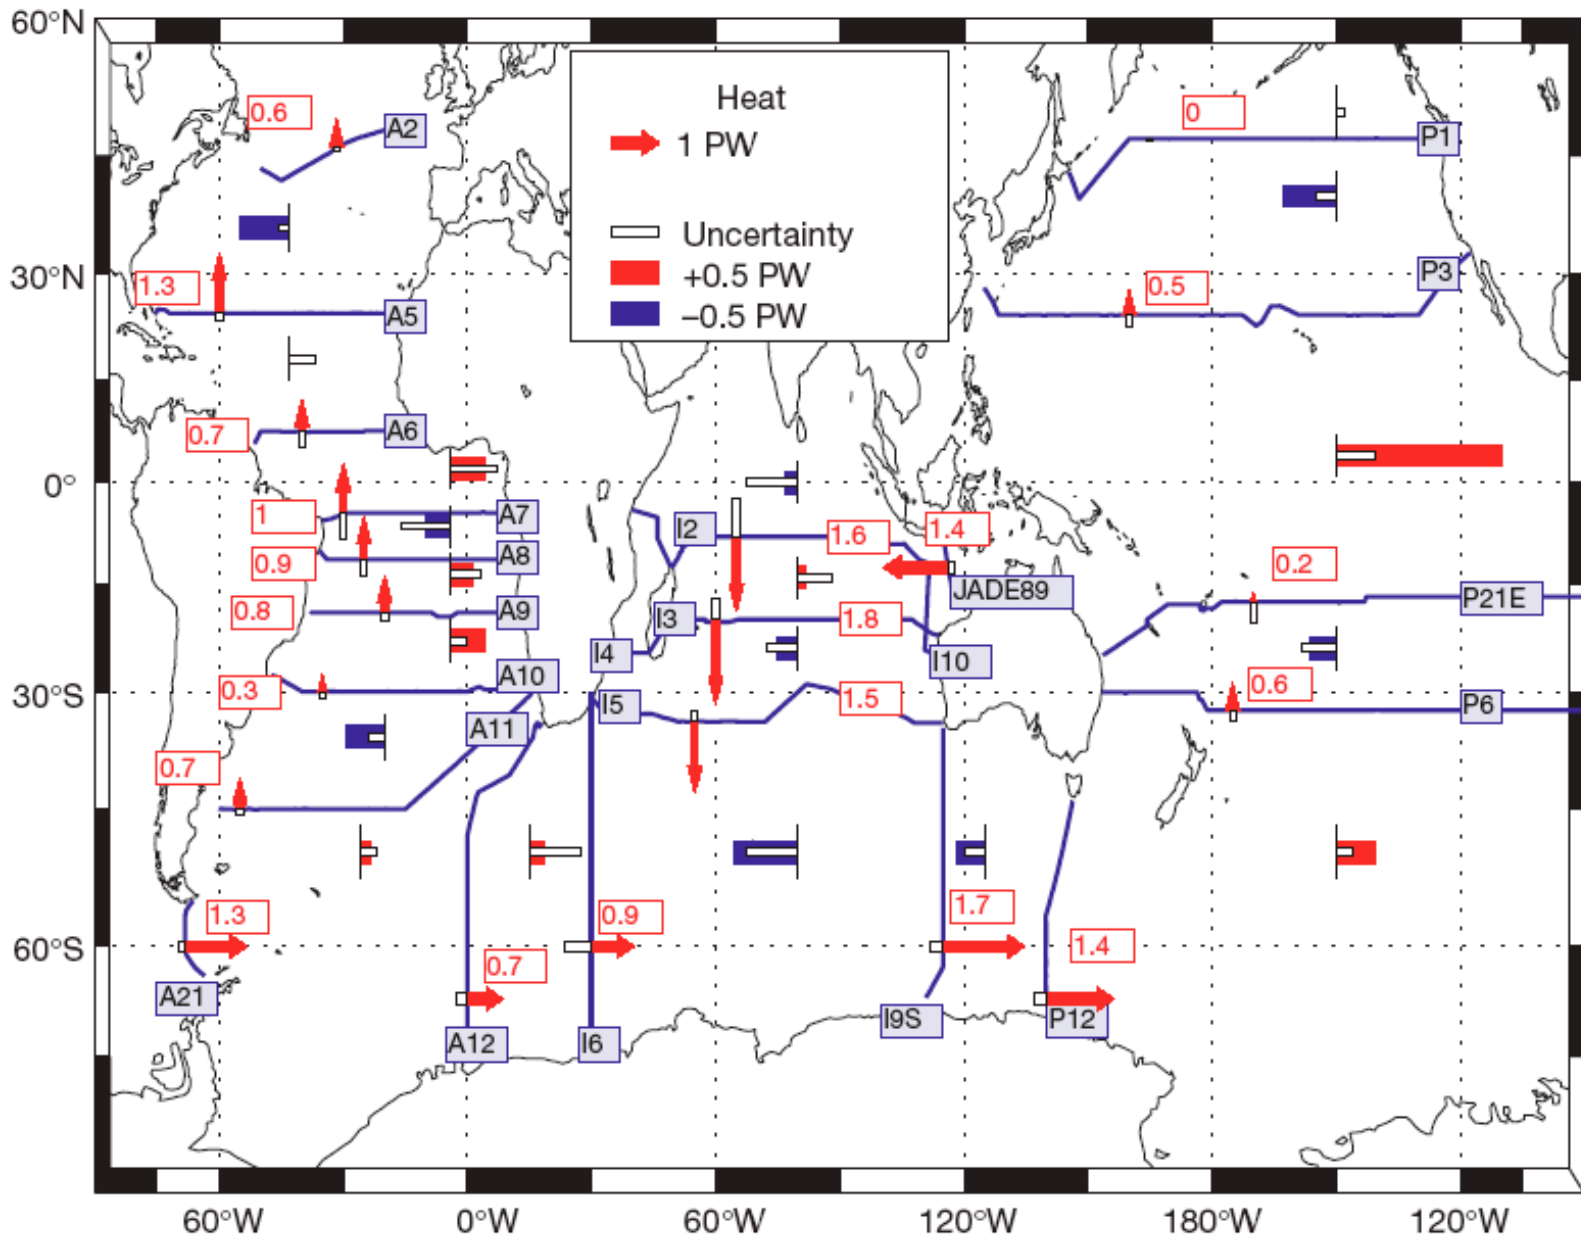 60°N
0.6
A2
Heat
1 PW
Uncertainty
+0.5 PW
−0.5 PW
0
P1
30°N
1.3
A5
0.5
P3
0.7
A6
0°
1
A7
I2
1.6
1.4
0.9
A8
JADE89
0.2
P21E
0.8
A9
I3
1.8
I4
I10
30°S
0.3
A10
I5
1.5
0.6
P6
A11
0.7
1.3
0.9
1.7
60°S
0.7
1.4
A21
A12
I6
I9S
P12
60°W
0°W
60°W
120°W
180°W
120°W